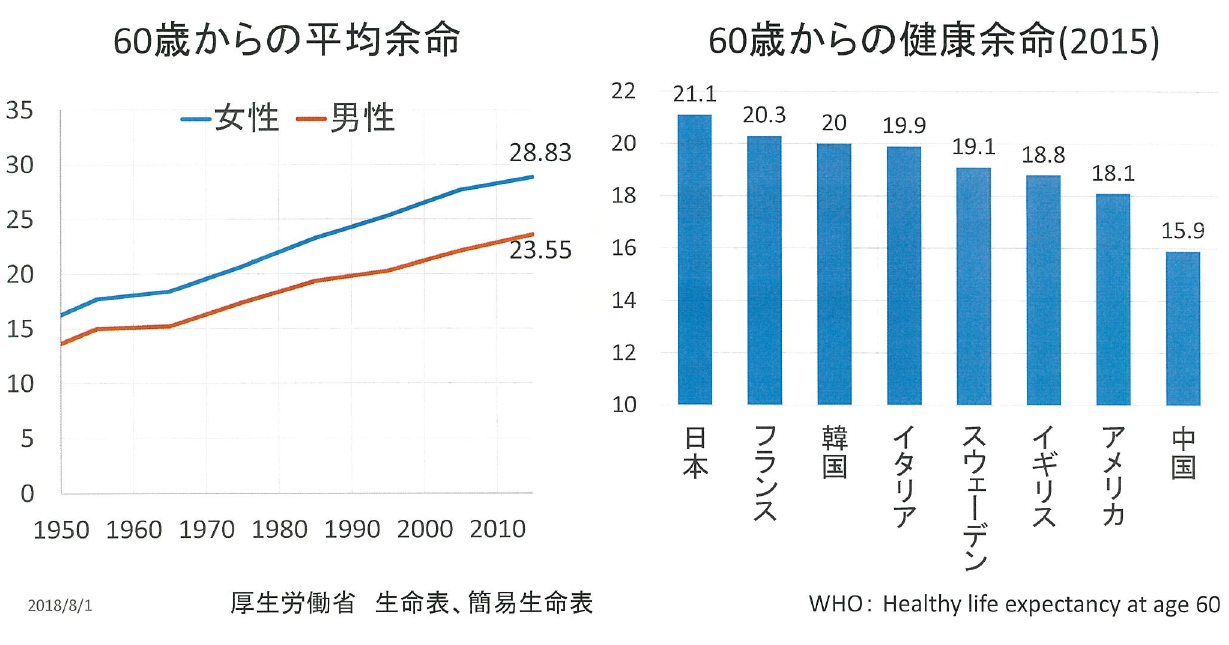 60歳からの平均余命
女性 男性
35
30
25
20
15
10
5
0
28.83
23.55
1950 1960 1970 1980 1990 2000 2010
2018/8/1
厚生労働省 生命表、簡易生命表
60歳からの健康余命(2015)
22
20
18
16
14
12
10
21.1
20.3
20
19.9
19.1
18.8
18.1
15.9
日本
フランス
韓国
イタリア
スウェーデン
イギリス
アメリカ
中国
WHO: Healthy life expectancy at age 60